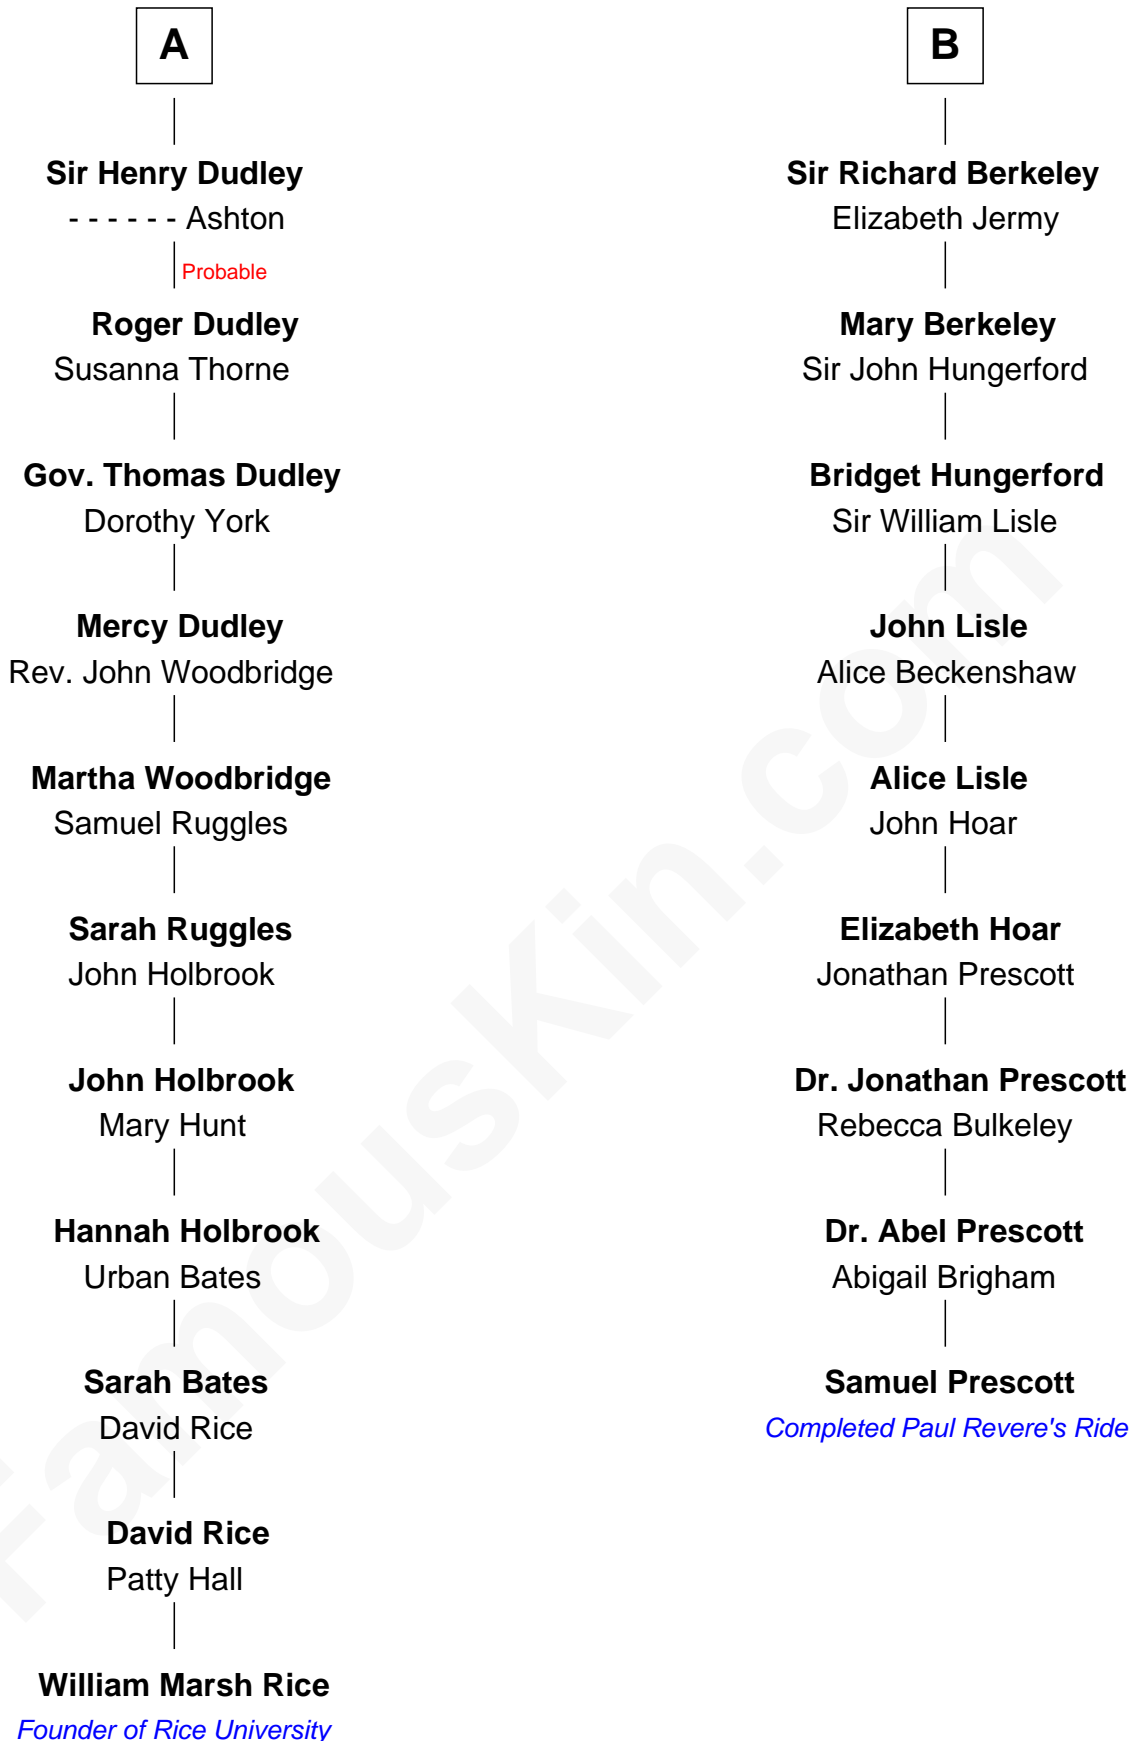 A
Sir Henry Dudley
- - - - - - Ashton
Probable
Roger Dudley
Susanna Thorne
Gov. Thomas Dudley
Dorothy York
Mercy Dudley
Rev. John Woodbridge
Martha Woodbridge
Samuel Ruggles
Sarah Ruggles
John Holbrook
John Holbrook
Mary Hunt
Hannah Holbrook
Urban Bates
Sarah Bates
David Rice
David Rice
Patty Hall
William Marsh Rice
Founder of Rice University
B
Sir Richard Berkeley
Elizabeth Jermy
Mary Berkeley
Sir John Hungerford
Bridget Hungerford
Sir William Lisle
John Lisle
Alice Beckenshaw
Alice Lisle
John Hoar
Elizabeth Hoar
Jonathan Prescott
Dr. Jonathan Prescott
Rebecca Bulkeley
Dr. Abel Prescott
Abigail Brigham
Samuel Prescott
Completed Paul Revere's Ride
FamousKin.com